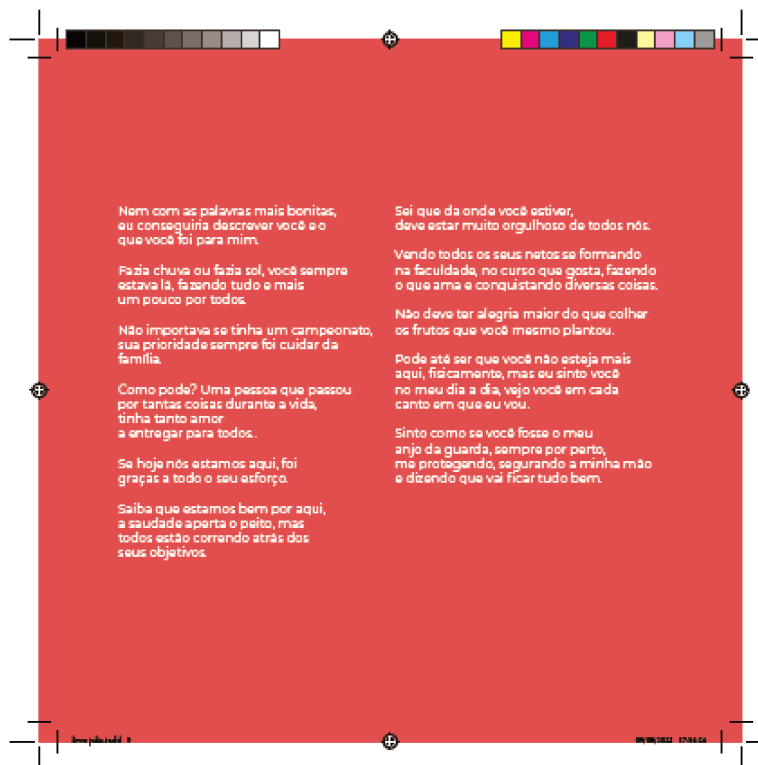 Nem com as palavras mais bonitas,
eu conseguiria descrever você e o
que você foi para mim.
Fazia chuva ou fazia sol, você sempre
estava lá, fazendo tudo e mais
um pouco por todos.
Não importava se tinha um campeonato,
sua prioridade sempre foi cuidar da
família.
Como pode? Uma pessoa que passou
por tantas coisas durante a vida,
tinha tanto amor
a entregar para todos..
Se hoje nós estamos aqui, foi
graças a todo o seu esforço.
Saiba que estamos bem por aqui,
a saudade aperta o peito, mas
todos estão correndo atrás dos
seus objetivos.
Sei que da onde você estiver,
deve estar muito orgulhoso de todos nós.
Vendo todos os seus netos se formando
na faculdade, no curso que gosta, fazendo
o que ama e conquistando diversas coisas.
Não deve ter alegria maior do que colher
os frutos que você mesmo plantou.
Pode até ser que você não esteja mais
aqui, fisicamente, mas eu sinto você
no meu dia a dia, vejo você em cada
canto em que eu vou.
Sinto como se você fosse o meu
anjo da guarda, sempre por perto,
me protegendo, segurando a minha mão
e dizendo que vai ficar tudo bem.